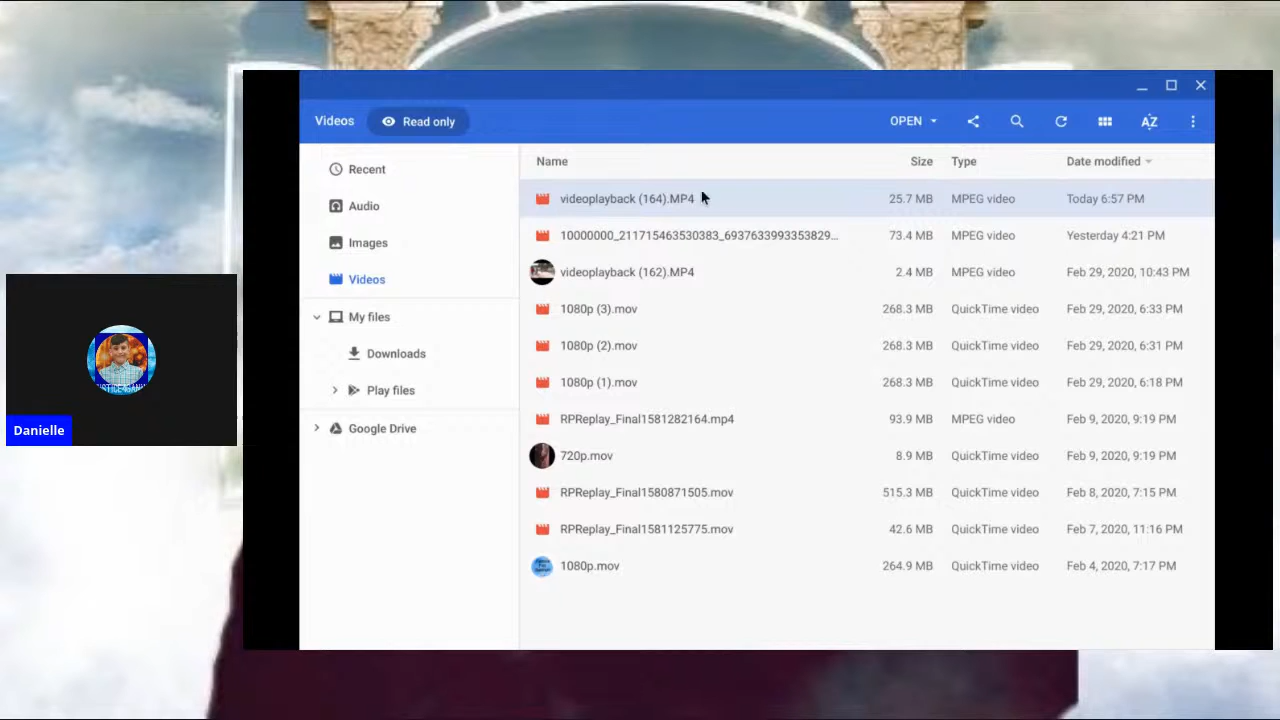 Videos Read only OPEN AZ
Recent
Audio
Images
Videos
My files
Downloads
Play files
Google Drive
Name Size Type Date modified
videoplayback (164).MP4 25.7 MB MPEG video Today 6:57 PM
10000000_211715463530383_6937633993353829... 73.4 MB MPEG video Yesterday 4:21 PM
videoplayback (162).MP4 2.4 MB MPEG video Feb 29, 2020, 10:43 PM
1080p (3).mov 268.3 MB QuickTime video Feb 29, 2020, 6:33 PM
1080p (2).mov 268.3 MB QuickTime video Feb 29, 2020, 6:31 PM
1080p (1).mov 268.3 MB QuickTime video Feb 29, 2020, 6:18 PM
RPReplay_Final1581282164.mp4 93.9 MB MPEG video Feb 9, 2020, 9:19 PM
720p.mov 8.9 MB QuickTime video Feb 9, 2020, 9:19 PM
RPReplay_Final1580871505.mov 515.3 MB QuickTime video Feb 8, 2020, 7:15 PM
RPReplay_Final1581125775.mov 42.6 MB QuickTime video Feb 7, 2020, 11:16 PM
1080p.mov 264.9 MB QuickTime video Feb 4, 2020, 7:17 PM
Danielle